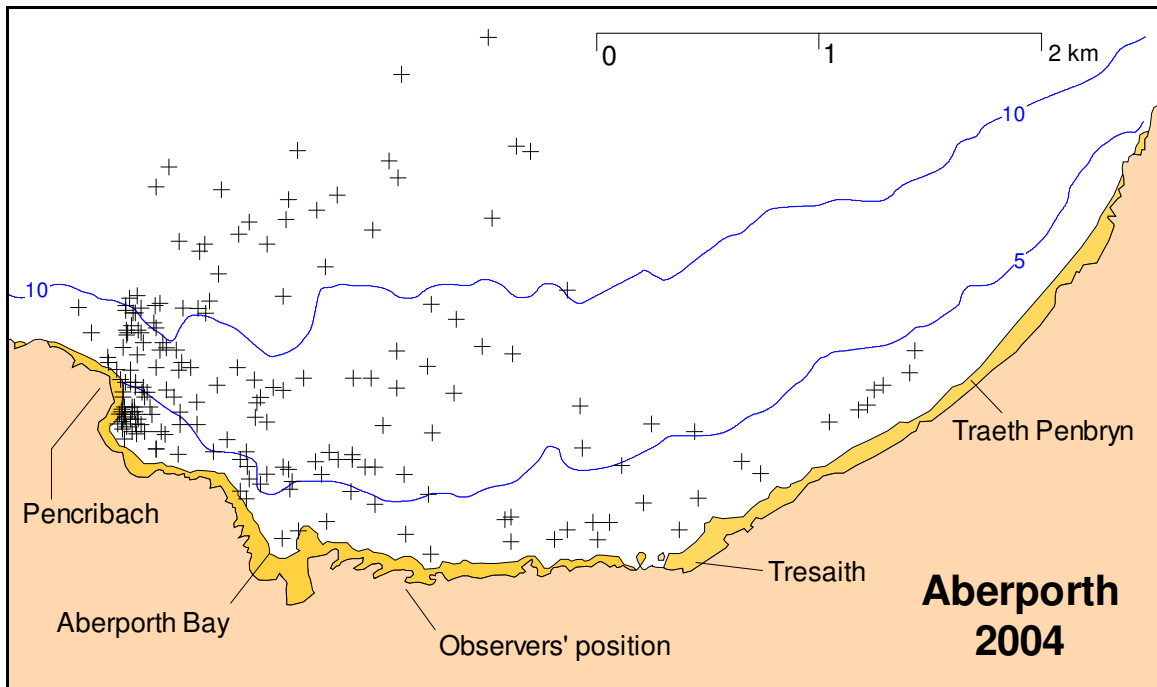 0
1
2 km
10
5
10
Traeth Penbryn
Pencribach
Tresaith
Aberporth Bay
Observers' position
Aberporth
2004